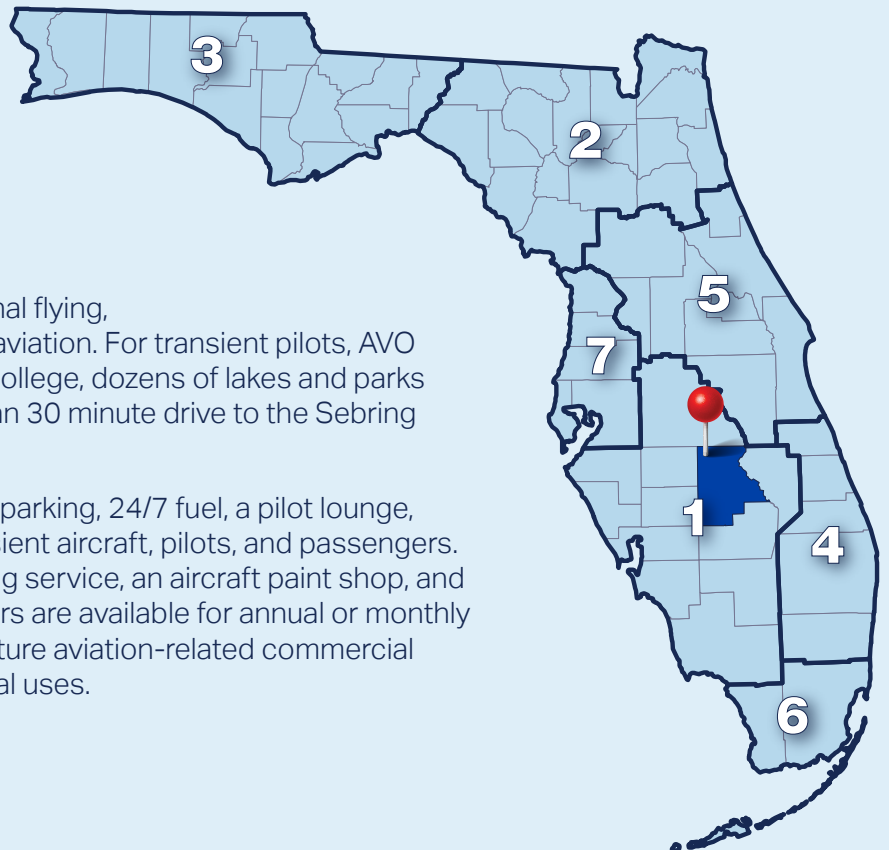 3
2
5
nal flying,
aviation. For transient pilots, AVO
7
ollege, dozens of lakes and parks
an 30 minute drive to the Sebring
parking, 24/7 fuel, a pilot lounge,
1
sient aircraft, pilots, and passengers.
4
g service, an aircraft paint shop, and
rs are available for annual or monthly
ture aviation-related commercial
al uses.
6